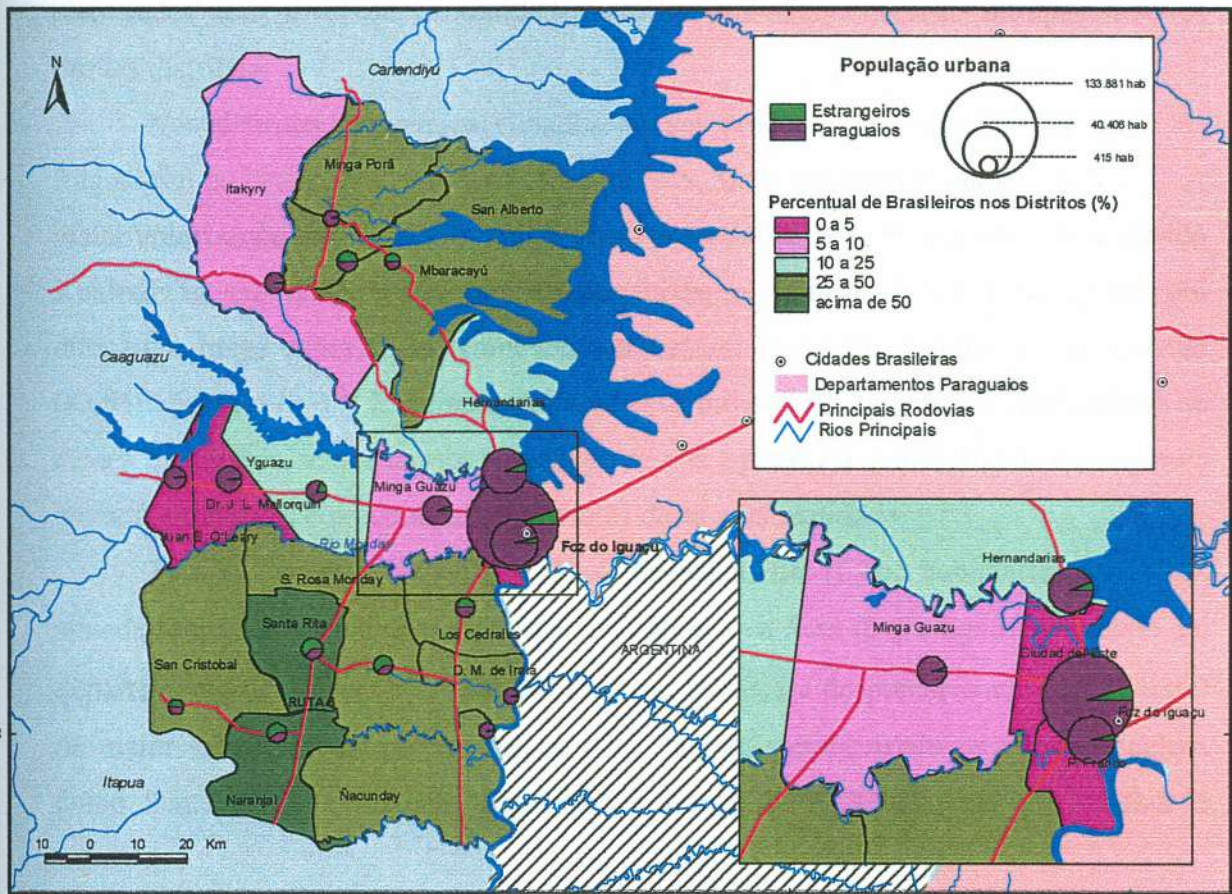 N
Canendiyú
Minga Porã
Itakyry
San Alberto
Mbaracayú
Caaguazu
Hernandarias
Yguazu
Minga Guazu
Dr. J. L. Mallorquin
Juan E. O'Leary
Rio Monday
Foz do Iguaçu
S. Rosa Monday
Santa Rita
Los Cedrales
ARGENTINA
San Cristobal
D. M. de Irala
RUTA 6
Itapua
Naranjal
Ñacunday
10 0 10 20 Km
População urbana
133.881 hab
Estrangeiros
Paraguaios
40.406 hab
415 hab
Percentual de Brasileiros nos Distritos (%)
0 a 5
5 a 10
10 a 25
25 a 50
acima de 50
Cidades Brasileiras
Departamentos Paraguaios
Principais Rodovias
Rios Principais
Hernandarias
Minga Guazu
Ciudad del Este
Foz do Iguaçu
P. Franco